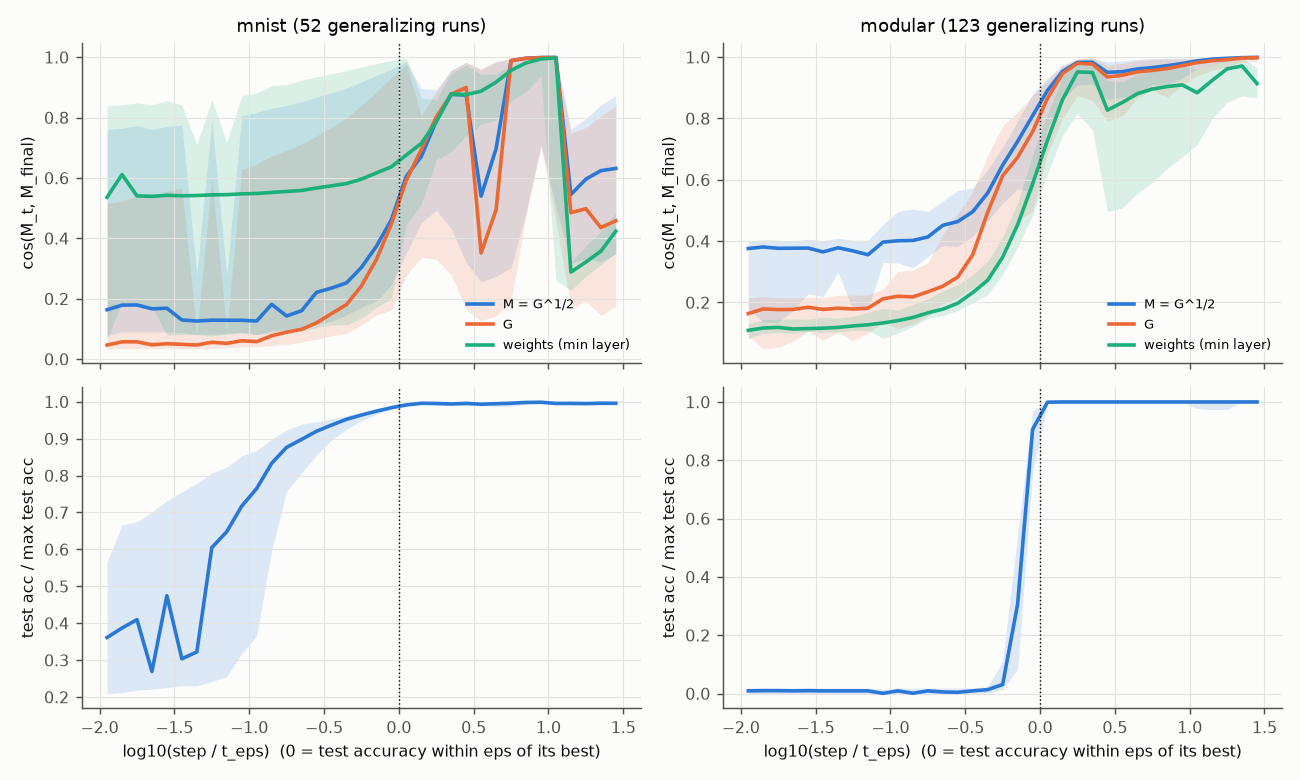 mnist (52 generalizing runs)
cos(M_t, M_final)
1.0
0.8
0.6
0.4
0.2
0.0
M = G^1/2
G
weights (min layer)
modular (123 generalizing runs)
cos(M_t, M_final)
1.0
0.8
0.6
0.4
0.2
M = G^1/2
G
weights (min layer)
test acc / max test acc
1.0
0.9
0.8
0.7
0.6
0.5
0.4
0.3
0.2
−2.0 −1.5 −1.0 −0.5 0.0 0.5 1.0 1.5
log10(step / t_eps) (0 = test accuracy within eps of its best)
test acc / max test acc
1.0
0.8
0.6
0.4
0.2
0.0
−2.0 −1.5 −1.0 −0.5 0.0 0.5 1.0 1.5
log10(step / t_eps) (0 = test accuracy within eps of its best)